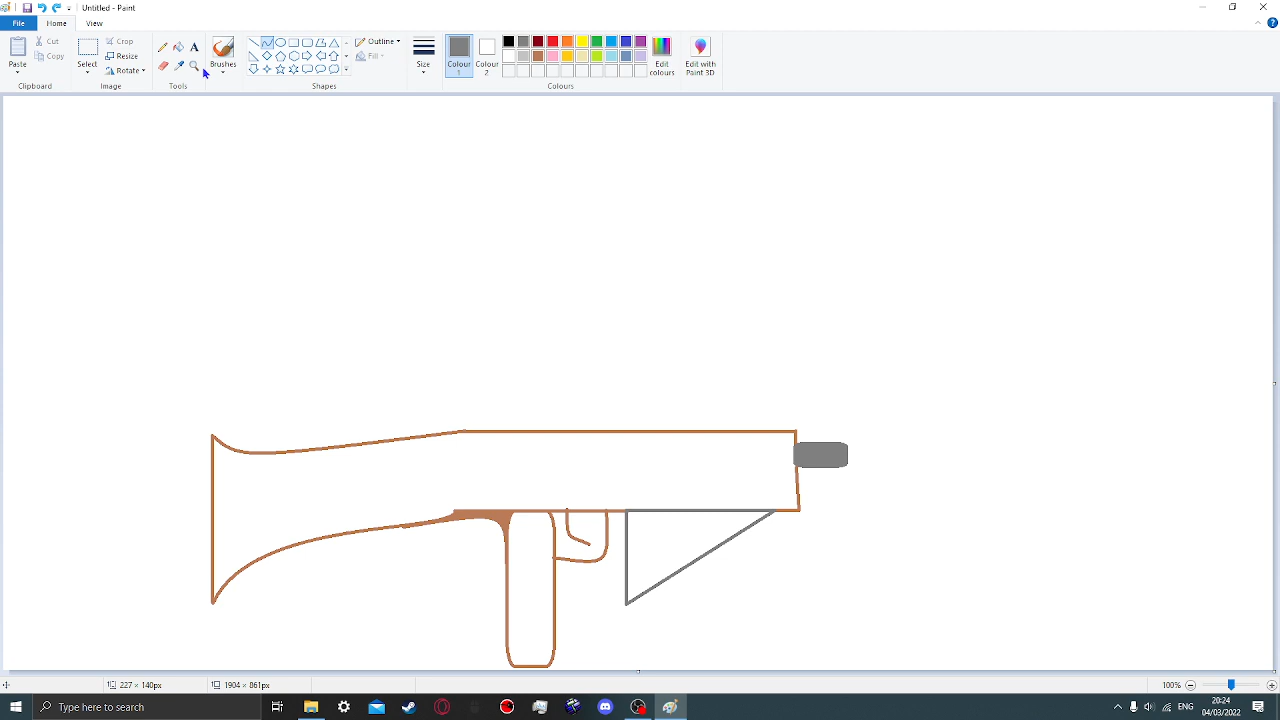 Untitled - Paint
File Home View
Paste
Cut
Copy
Clipboard
Select
Crop
Resize
Rotate
Image
A
Tools
Brushes
Outline
Fill
Shapes
Size
Colour 1
Colour 2
Edit colours
Edit with Paint 3D
Colours
227 × 140px
1904 × 861px
100%
Type here to search
ENG
20:24
04/03/2022